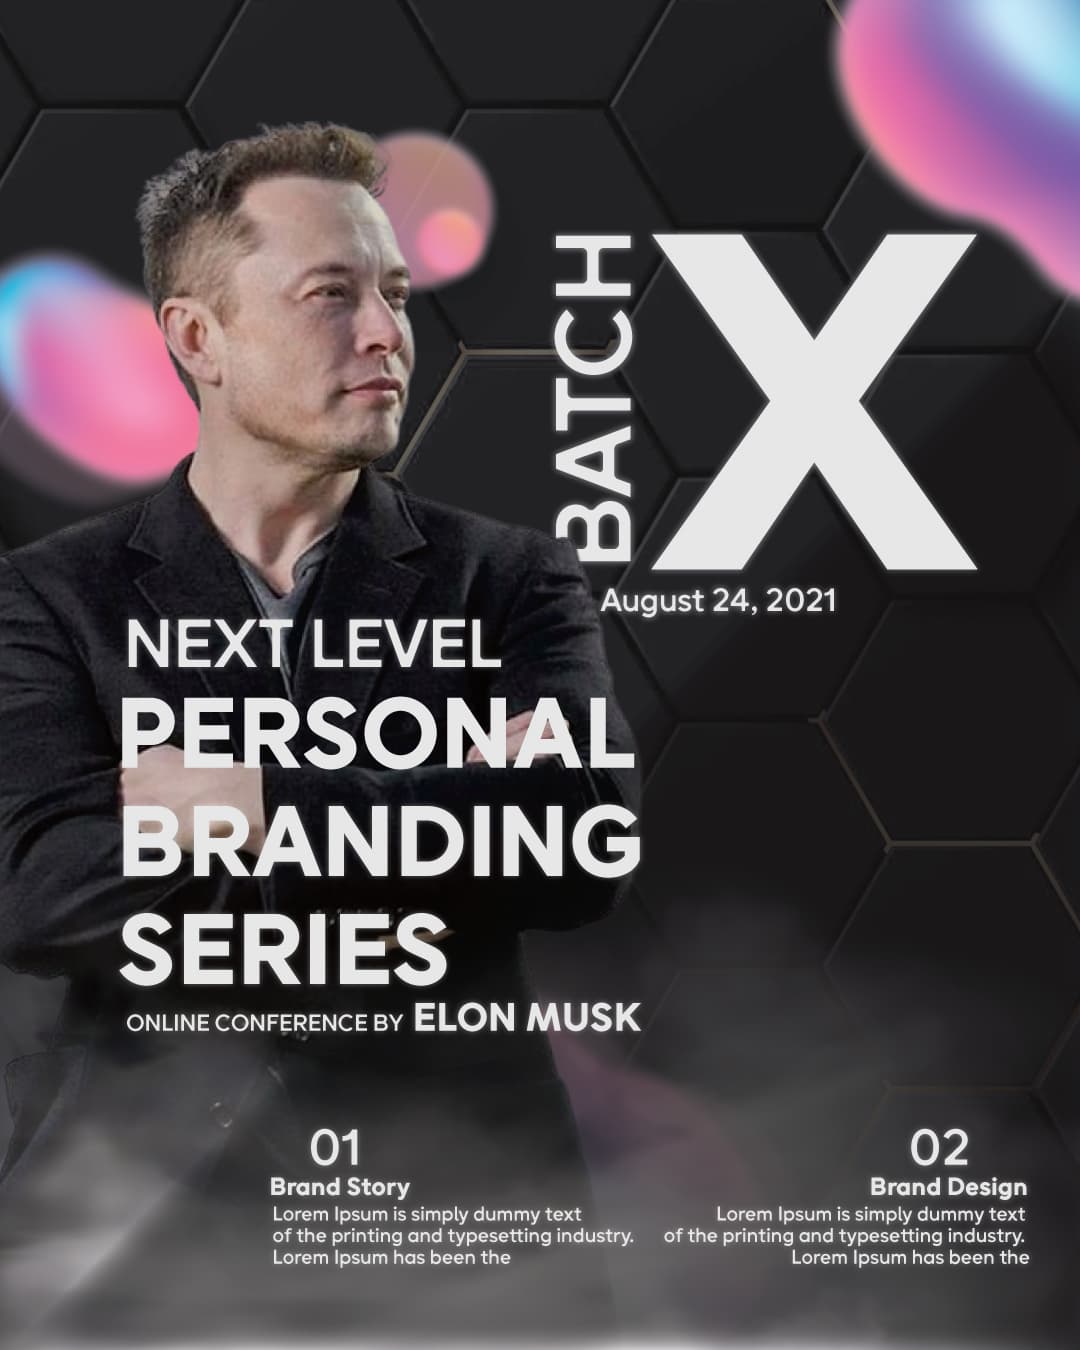 BATCH
X
August 24, 2021
NEXT LEVEL
PERSONAL
BRANDING
SERIES
ONLINE CONFERENCE BY ELON MUSK
01
Brand Story
Lorem Ipsum is simply dummy text
of the printing and typesetting industry.
Lorem Ipsum has been the
02
Brand Design
Lorem Ipsum is simply dummy text
of the printing and typesetting industry.
Lorem Ipsum has been the